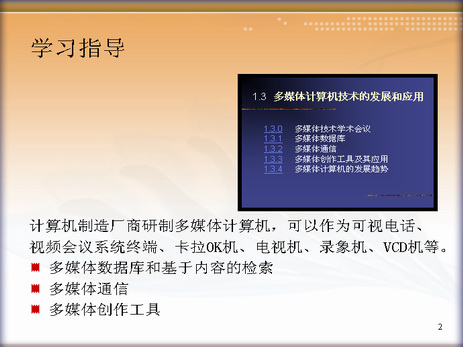 学习指导
1.3 多媒体计算机技术的发展和应用
1.3.0 多媒体技术学术会议
1.3.1 多媒体数据库
1.3.2 多媒体通信
1.3.3 多媒体创作工具及其应用
1.3.4 多媒体计算机的发展趋势
计算机制造厂商研制多媒体计算机，可以作为可视电话、
视频会议系统终端、卡拉OK机、电视机、录象机、VCD机等。
多媒体数据库和基于内容的检索
多媒体通信
多媒体创作工具
2